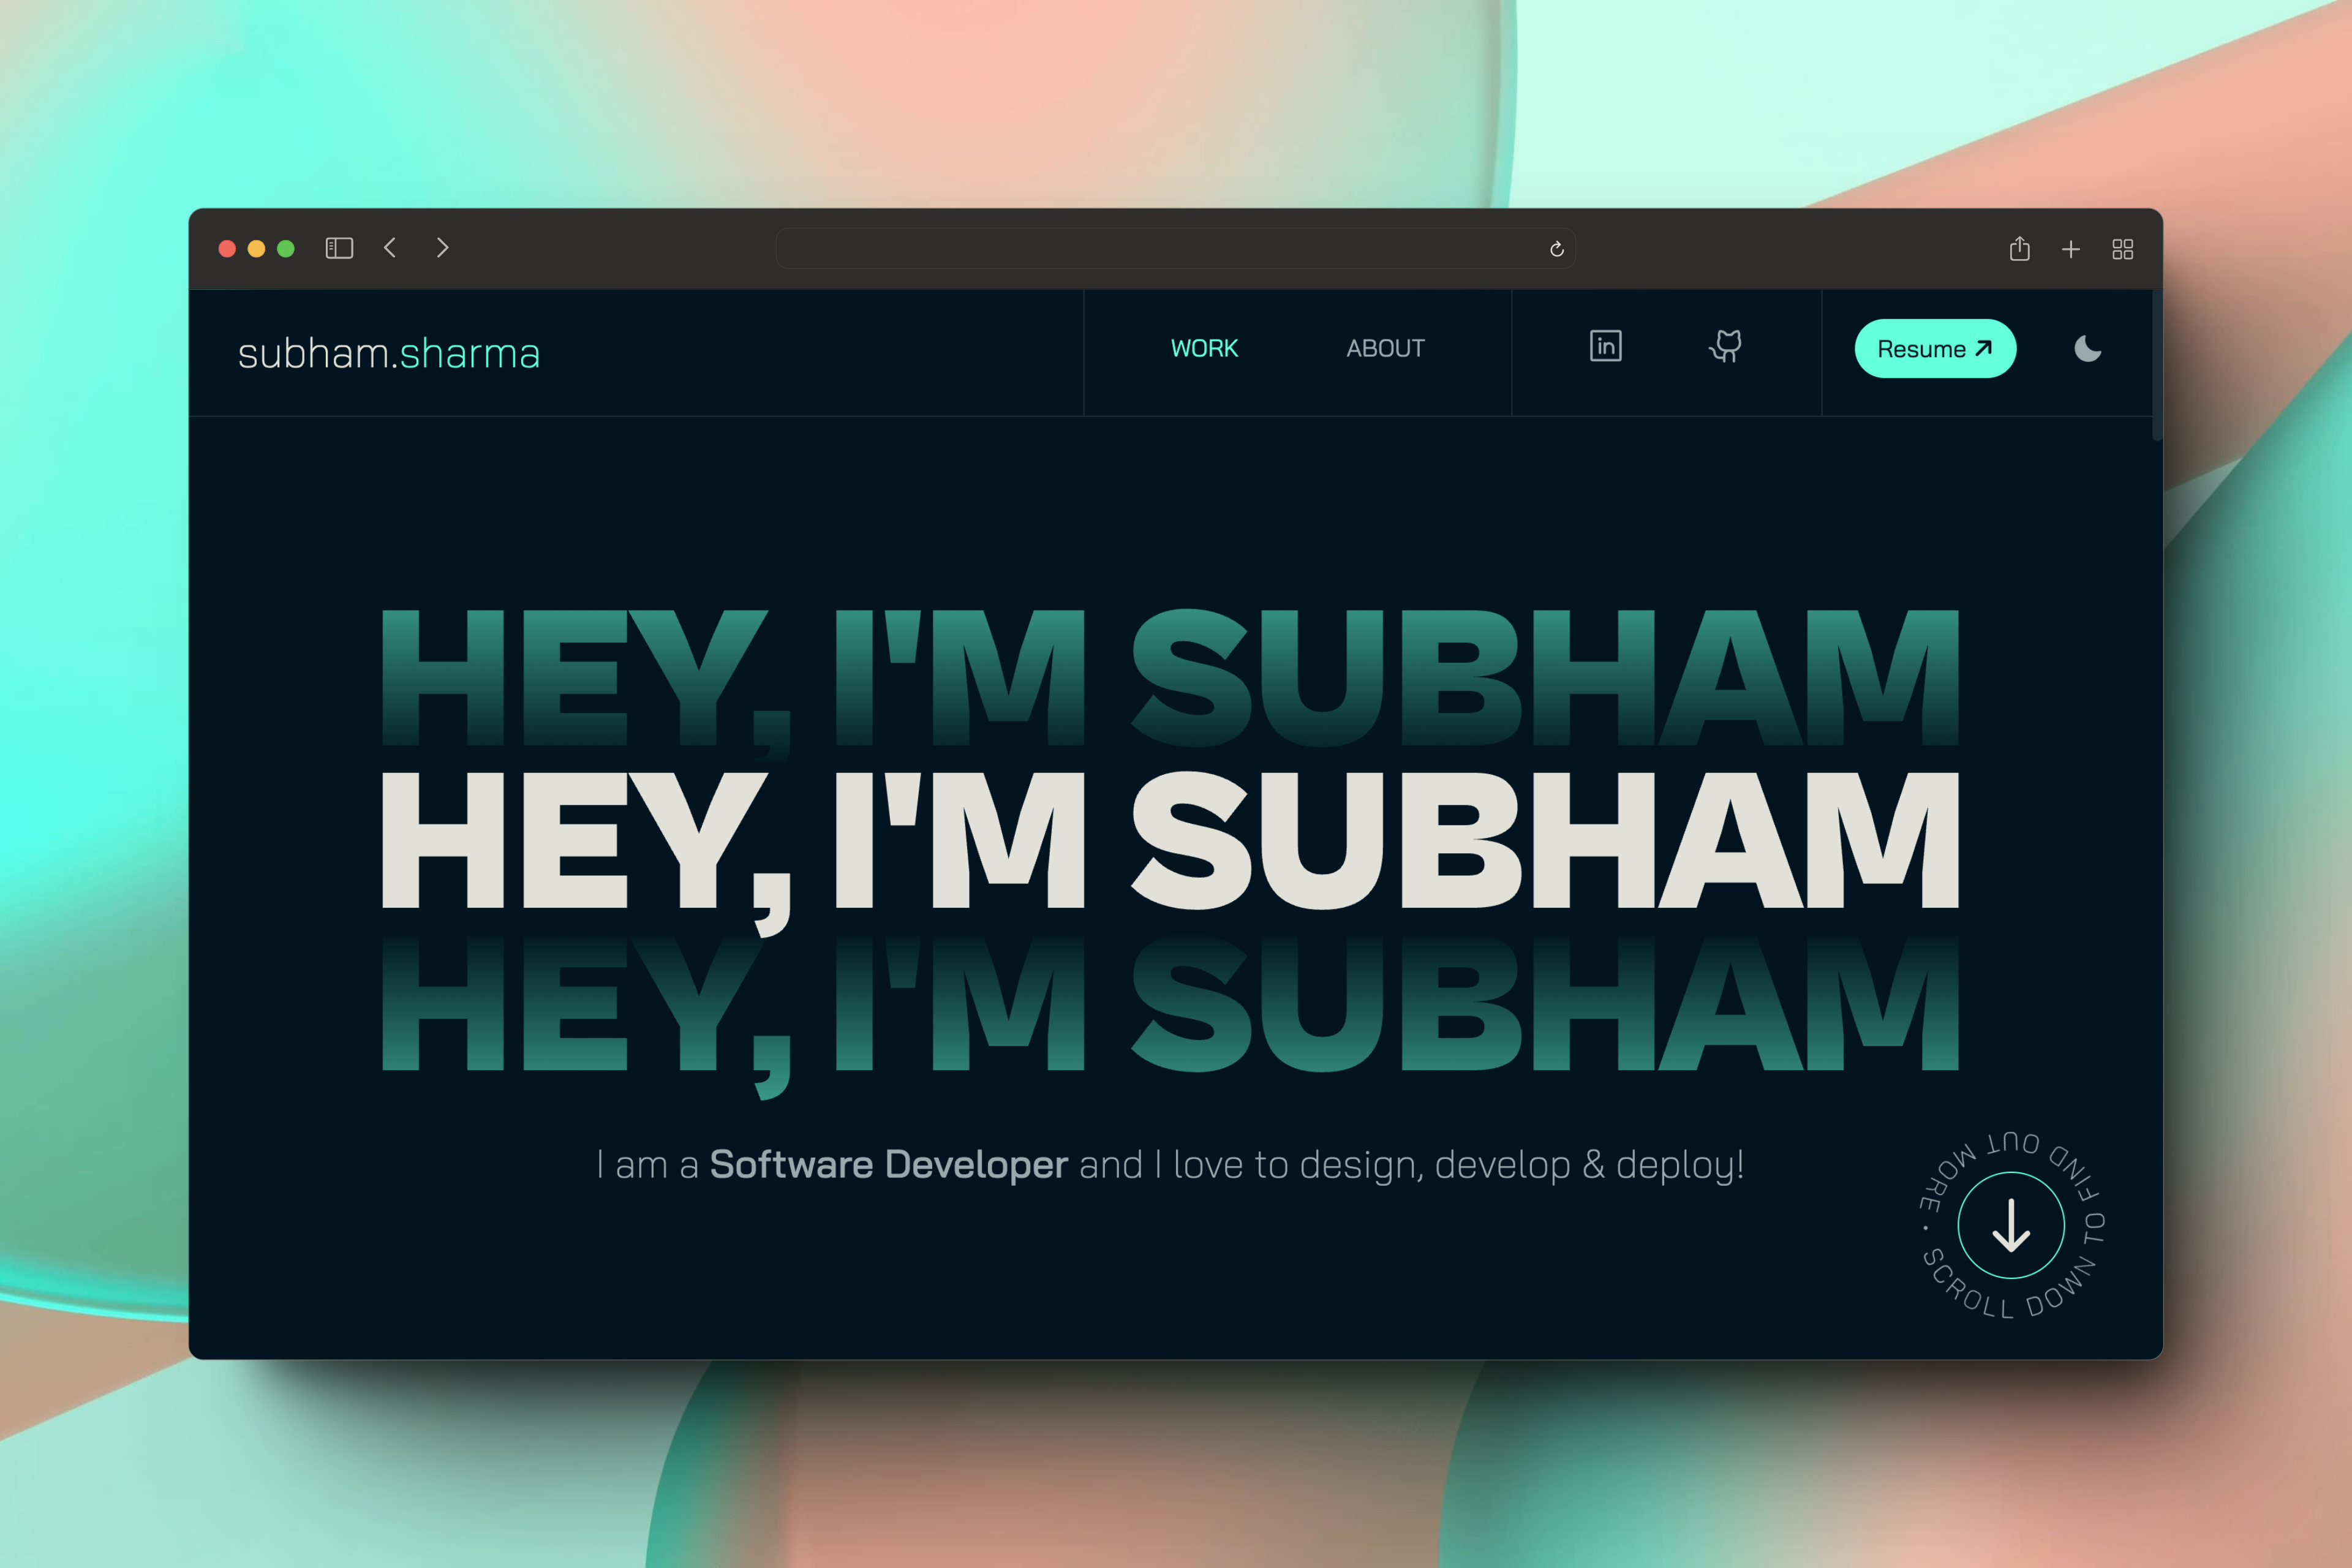 subham.sharma
WORK
ABOUT
in
Resume
HEY, I'M SUBHAM
HEY, I'M SUBHAM
HEY, I'M SUBHAM
I am a Software Developer and I love to design, develop & deploy!
SCROLL DOWN TO FIND OUT MORE •